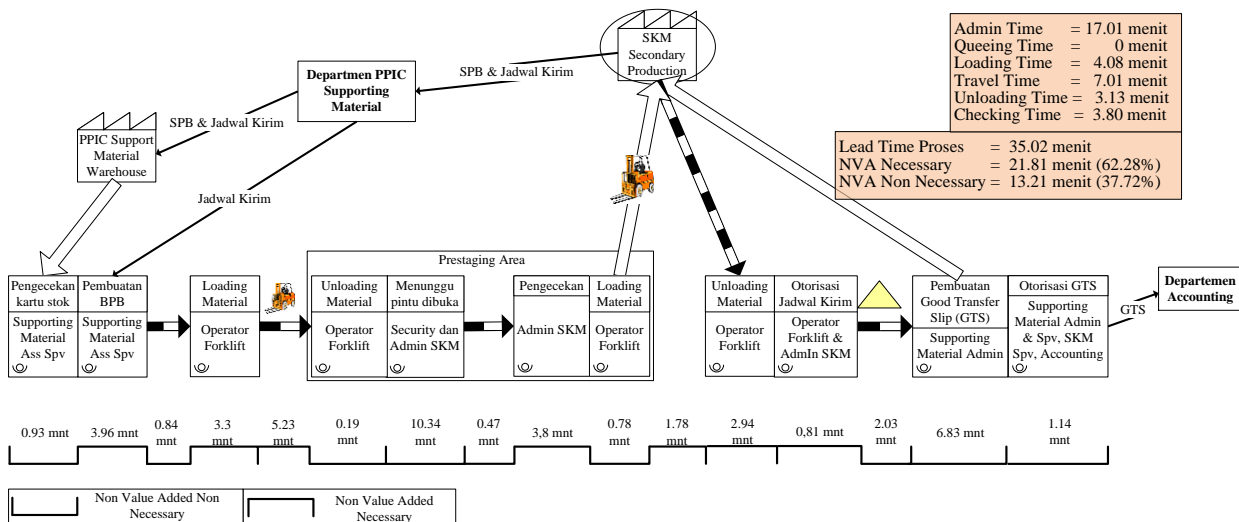 SKM
Secondary
Production
Admin Time = 17.01 menit
Queeing Time = 0 menit
Loading Time = 4.08 menit
Travel Time = 7.01 menit
Unloading Time = 3.13 menit
Checking Time = 3.80 menit
Lead Time Proses = 35.02 menit
NVA Necessary = 21.81 menit (62.28%)
NVA Non Necessary = 13.21 menit (37.72%)
SPB & Jadwal Kirim
Departmen PPIC
Supporting
Material
SPB & Jadwal Kirim
PPIC Support
Material
Warehouse
Jadwal Kirim
Prestaging Area
Pengecekan
kartu stok
Supporting
Material
Ass Spv
Pembuatan
BPB
Supporting
Material
Ass Spv
Loading
Material
Operator
Forklift
Unloading
Material
Operator
Forklift
Menunggu
pintu dibuka
Security dan
Admin SKM
Pengecekan
Admin SKM
Loading
Material
Operator
Forklift
Unloading
Material
Operator
Forklift
Otorisasi
Jadwal Kirim
Operator
Forklift &
AdmIn SKM
Pembuatan
Good Transfer
Slip (GTS)
Supporting
Material Admin
Otorisasi GTS
Supporting
Material Admin
& Spv, SKM
Spv, Accounting
GTS
Departemen
Accounting
0.93 mnt
3.96 mnt
0.84
mnt
3.3
mnt
5.23
mnt
0.19
mnt
10.34
mnt
0.47
mnt
3,8 mnt
0.78
mnt
1.78
mnt
2.94
mnt
0,81 mnt
2.03
mnt
6.83 mnt
1.14
mnt
Non Value Added Non
Necessary
Non Value Added
Necessary